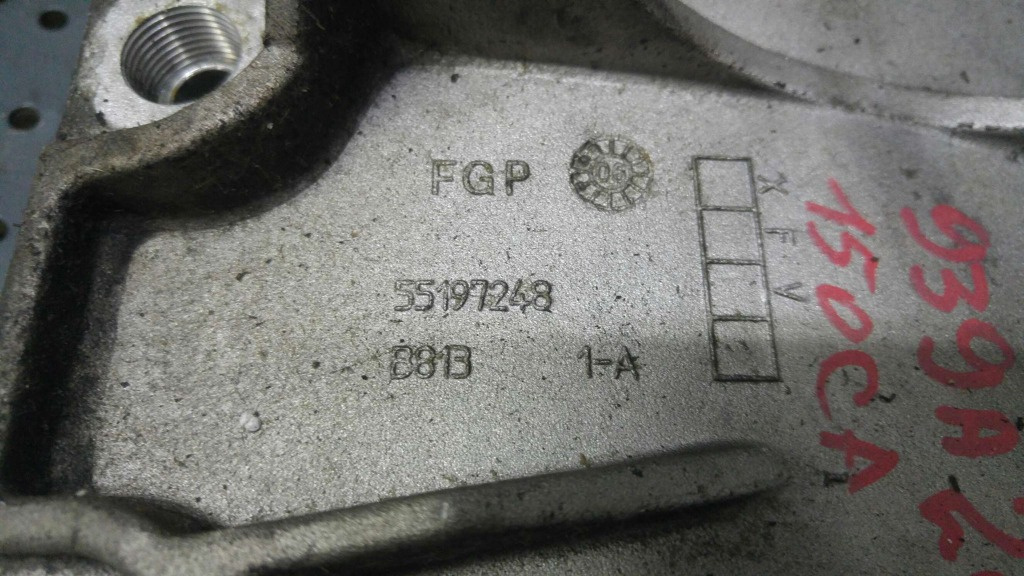 FGP
05
55197248
881B 1-A
X
F
V
150CA
939A2